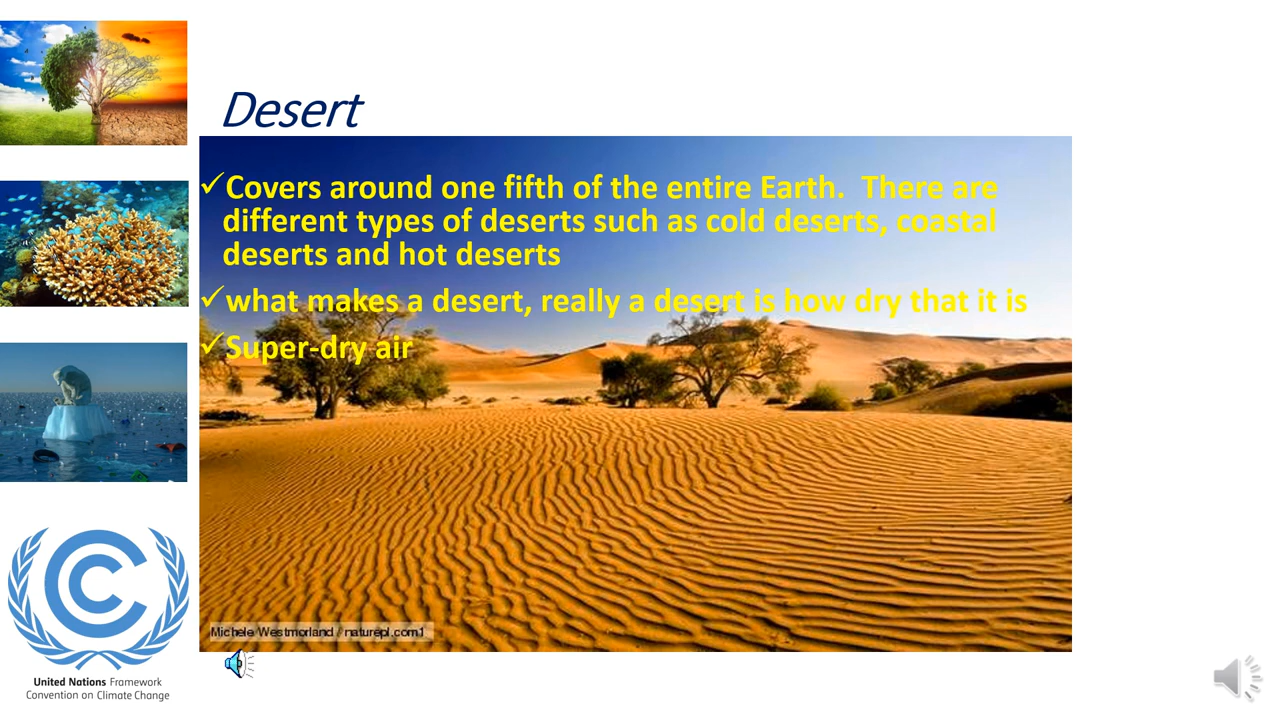 Desert
✓Covers around one fifth of the entire Earth.  There are
different types of deserts such as cold deserts, coastal
deserts and hot deserts
✓what makes a desert, really a desert is how dry that it is
✓Super-dry air
Michele Westmorland / naturepl.com1
United Nations Framework
Convention on Climate Change